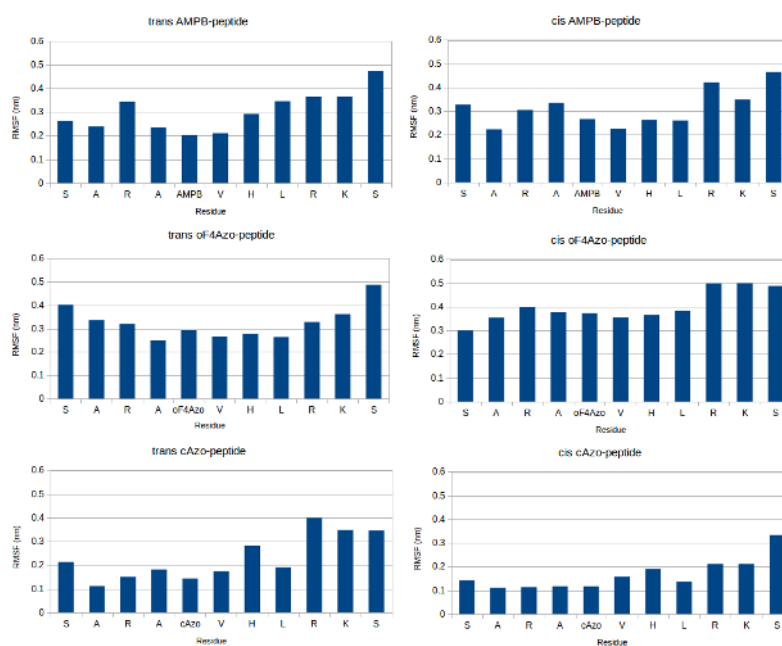 trans AMPB-peptide
0.6
0.5
0.4
0.3
0.2
0.1
0
RMSF (nm)
S A R A AMPB V H L R K S
Residue
cis AMPB-peptide
0.6
0.5
0.4
0.3
0.2
0.1
0
RMSF (nm)
S A R A AMPB V H L R K S
Residue
trans oF4Azo-peptide
0.6
0.5
0.4
0.3
0.2
0.1
0
RMSF (nm)
S A R A oF4Azo V H L R K S
Residue
cis oF4Azo-peptide
0.6
0.5
0.4
0.3
0.2
0.1
0
RMSF (nm)
S A R A oF4Azo V H L R K S
Residue
trans cAzo-peptide
0.6
0.5
0.4
0.3
0.2
0.1
0
RMSF (nm)
S A R A cAzo V H L R K S
Residue
cis cAzo-peptide
0.6
0.5
0.4
0.3
0.2
0.1
0
RMSF (nm)
S A R A cAzo V H L R K S
Residue